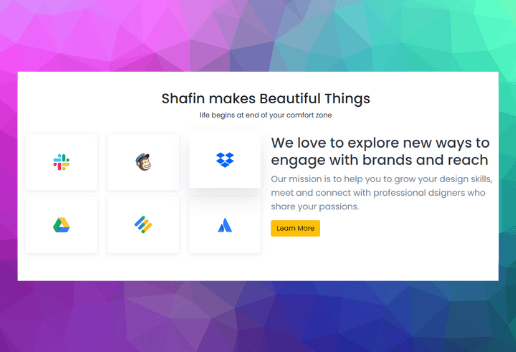 Shafin makes Beautiful Things
life begins at end of your comfort zone
We love to explore new ways to
engage with brands and reach
Our mission is to help you to grow your design skills,
meet and connect with professional dsigners who
share your passions.
Learn More